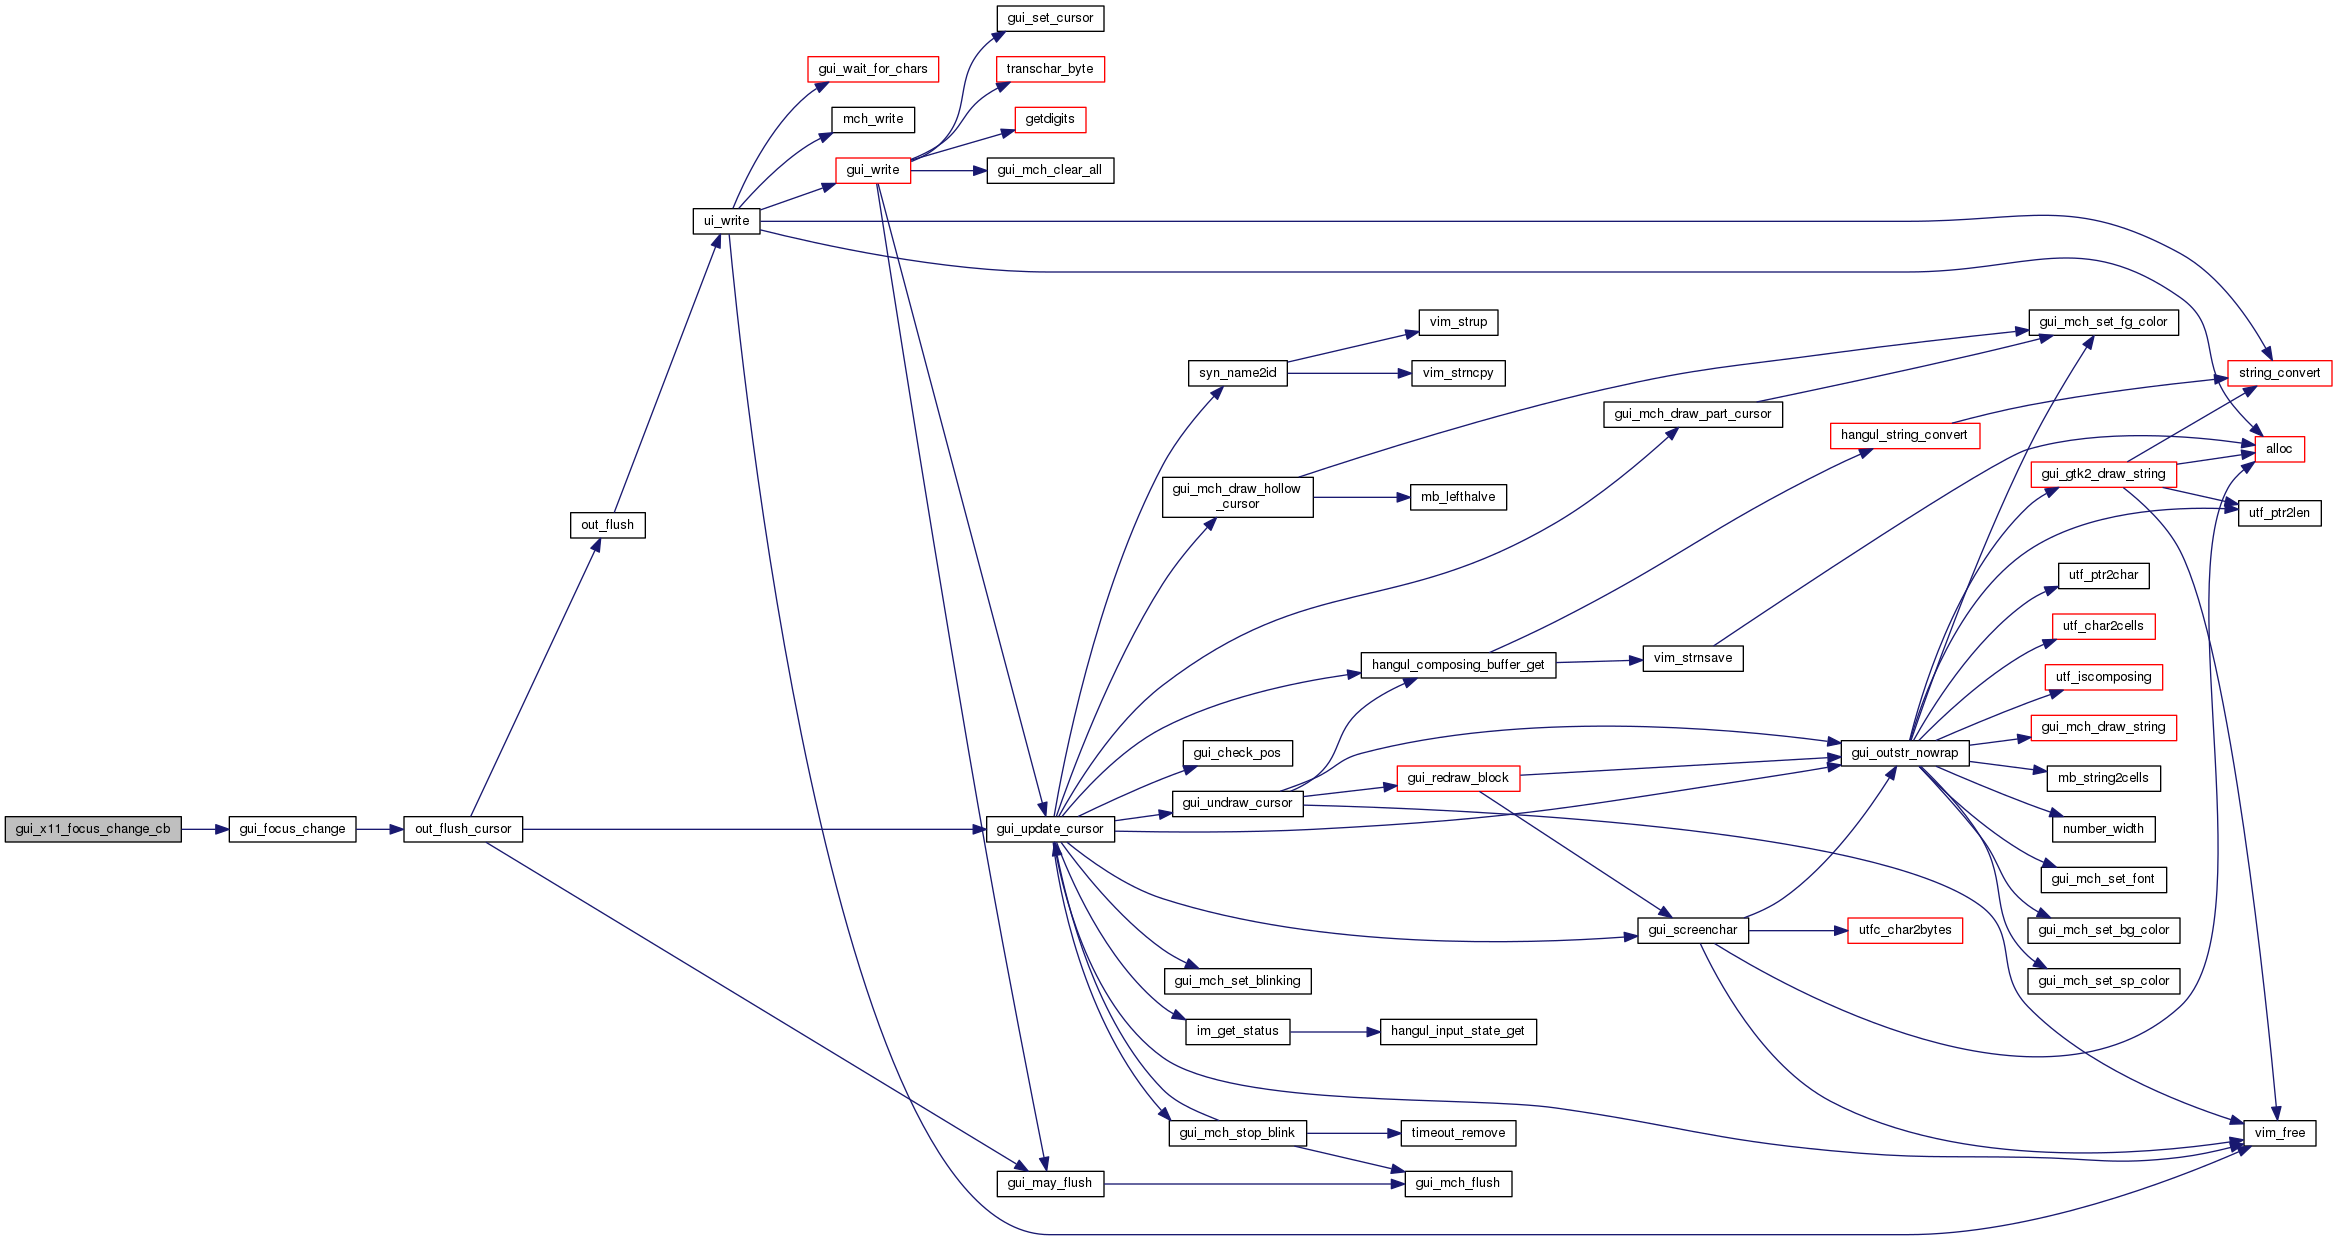 gui_set_cursor
gui_wait_for_chars
transchar_byte
mch_write
getdigits
gui_write
gui_mch_clear_all
ui_write
vim_strup
gui_mch_set_fg_color
syn_name2id
vim_strncpy
string_convert
gui_mch_draw_part_cursor
hangul_string_convert
alloc
gui_mch_draw_hollow
_cursor
mb_lefthalve
gui_gtk2_draw_string
out_flush
utf_ptr2len
utf_ptr2char
utf_char2cells
hangul_composing_buffer_get
vim_strnsave
utf_iscomposing
gui_mch_draw_string
gui_check_pos
gui_outstr_nowrap
gui_redraw_block
mb_string2cells
gui_undraw_cursor
gui_x11_focus_change_cb
gui_focus_change
out_flush_cursor
gui_update_cursor
number_width
gui_mch_set_font
gui_screenchar
utfc_char2bytes
gui_mch_set_bg_color
gui_mch_set_blinking
gui_mch_set_sp_color
im_get_status
hangul_input_state_get
gui_mch_stop_blink
timeout_remove
vim_free
gui_may_flush
gui_mch_flush